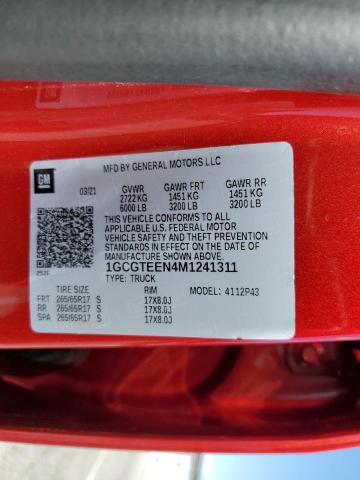 GM
MFD BY GENERAL MOTORS LLC
03/21 GVWR GAWR FRT GAWR RR
2722 KG 1451 KG 1451 KG
6000 LB 3200 LB 3200 LB
THIS VEHICLE CONFORMS TO ALL
APPLICABLE U.S. FEDERAL MOTOR
VEHICLE SAFETY AND THEFT PREVENTION
STANDARDS IN EFFECT ON THE DATE OF
MANUFACTURE SHOWN ABOVE.
1GCGTEEN4M1241311
TYPE: TRUCK
TIRE SIZE RIM MODEL: 4112P43
FRT 265/65R17 S 17X8.0J
RR 265/65R17 S 17X8.0J
SPA 265/65R17 S 17X8.0J